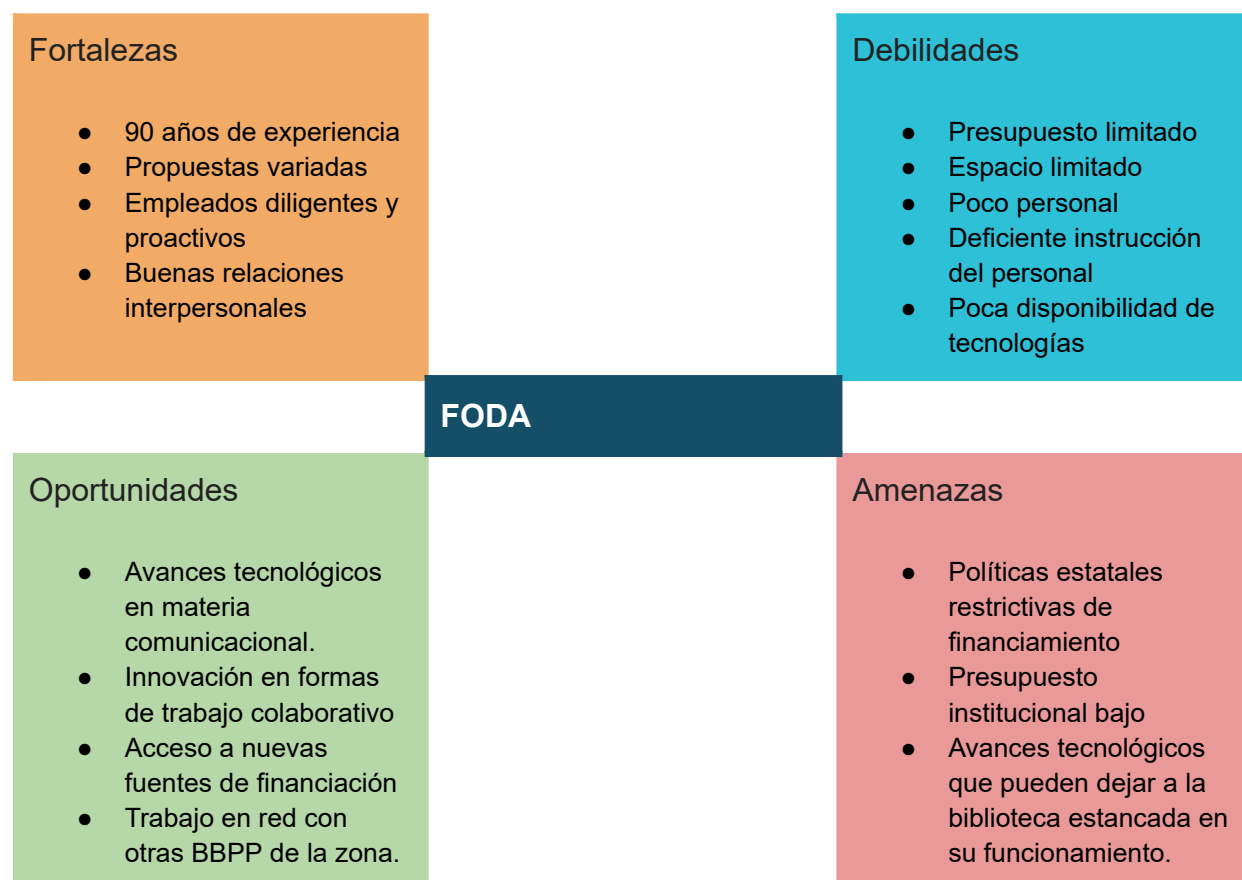 Fortalezas
● 90 años de experiencia
● Propuestas variadas
● Empleados diligentes y
proactivos
● Buenas relaciones
interpersonales
Debilidades
● Presupuesto limitado
● Espacio limitado
● Poco personal
● Deficiente instrucción
del personal
● Poca disponibilidad de
tecnologías
FODA
Oportunidades
● Avances tecnológicos
en materia
comunicacional.
● Innovación en formas
de trabajo colaborativo
● Acceso a nuevas
fuentes de financiación
● Trabajo en red con
otras BBPP de la zona.
Amenazas
● Políticas estatales
restrictivas de
financiamiento
● Presupuesto
institucional bajo
● Avances tecnológicos
que pueden dejar a la
biblioteca estancada en
su funcionamiento.